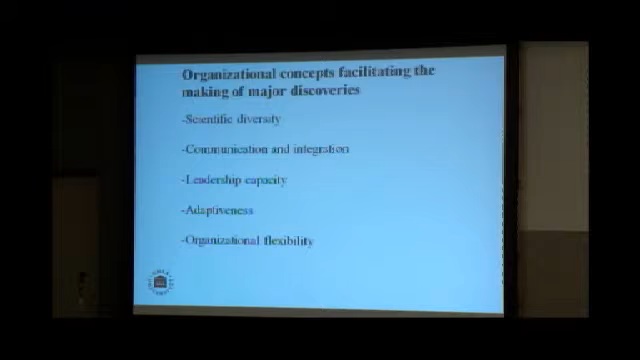 Organizational concepts facilitating the
making of major discoveries
-Scientific diversity
-Communication and integration
-Leadership capacity
-Adaptiveness
-Organizational flexibility